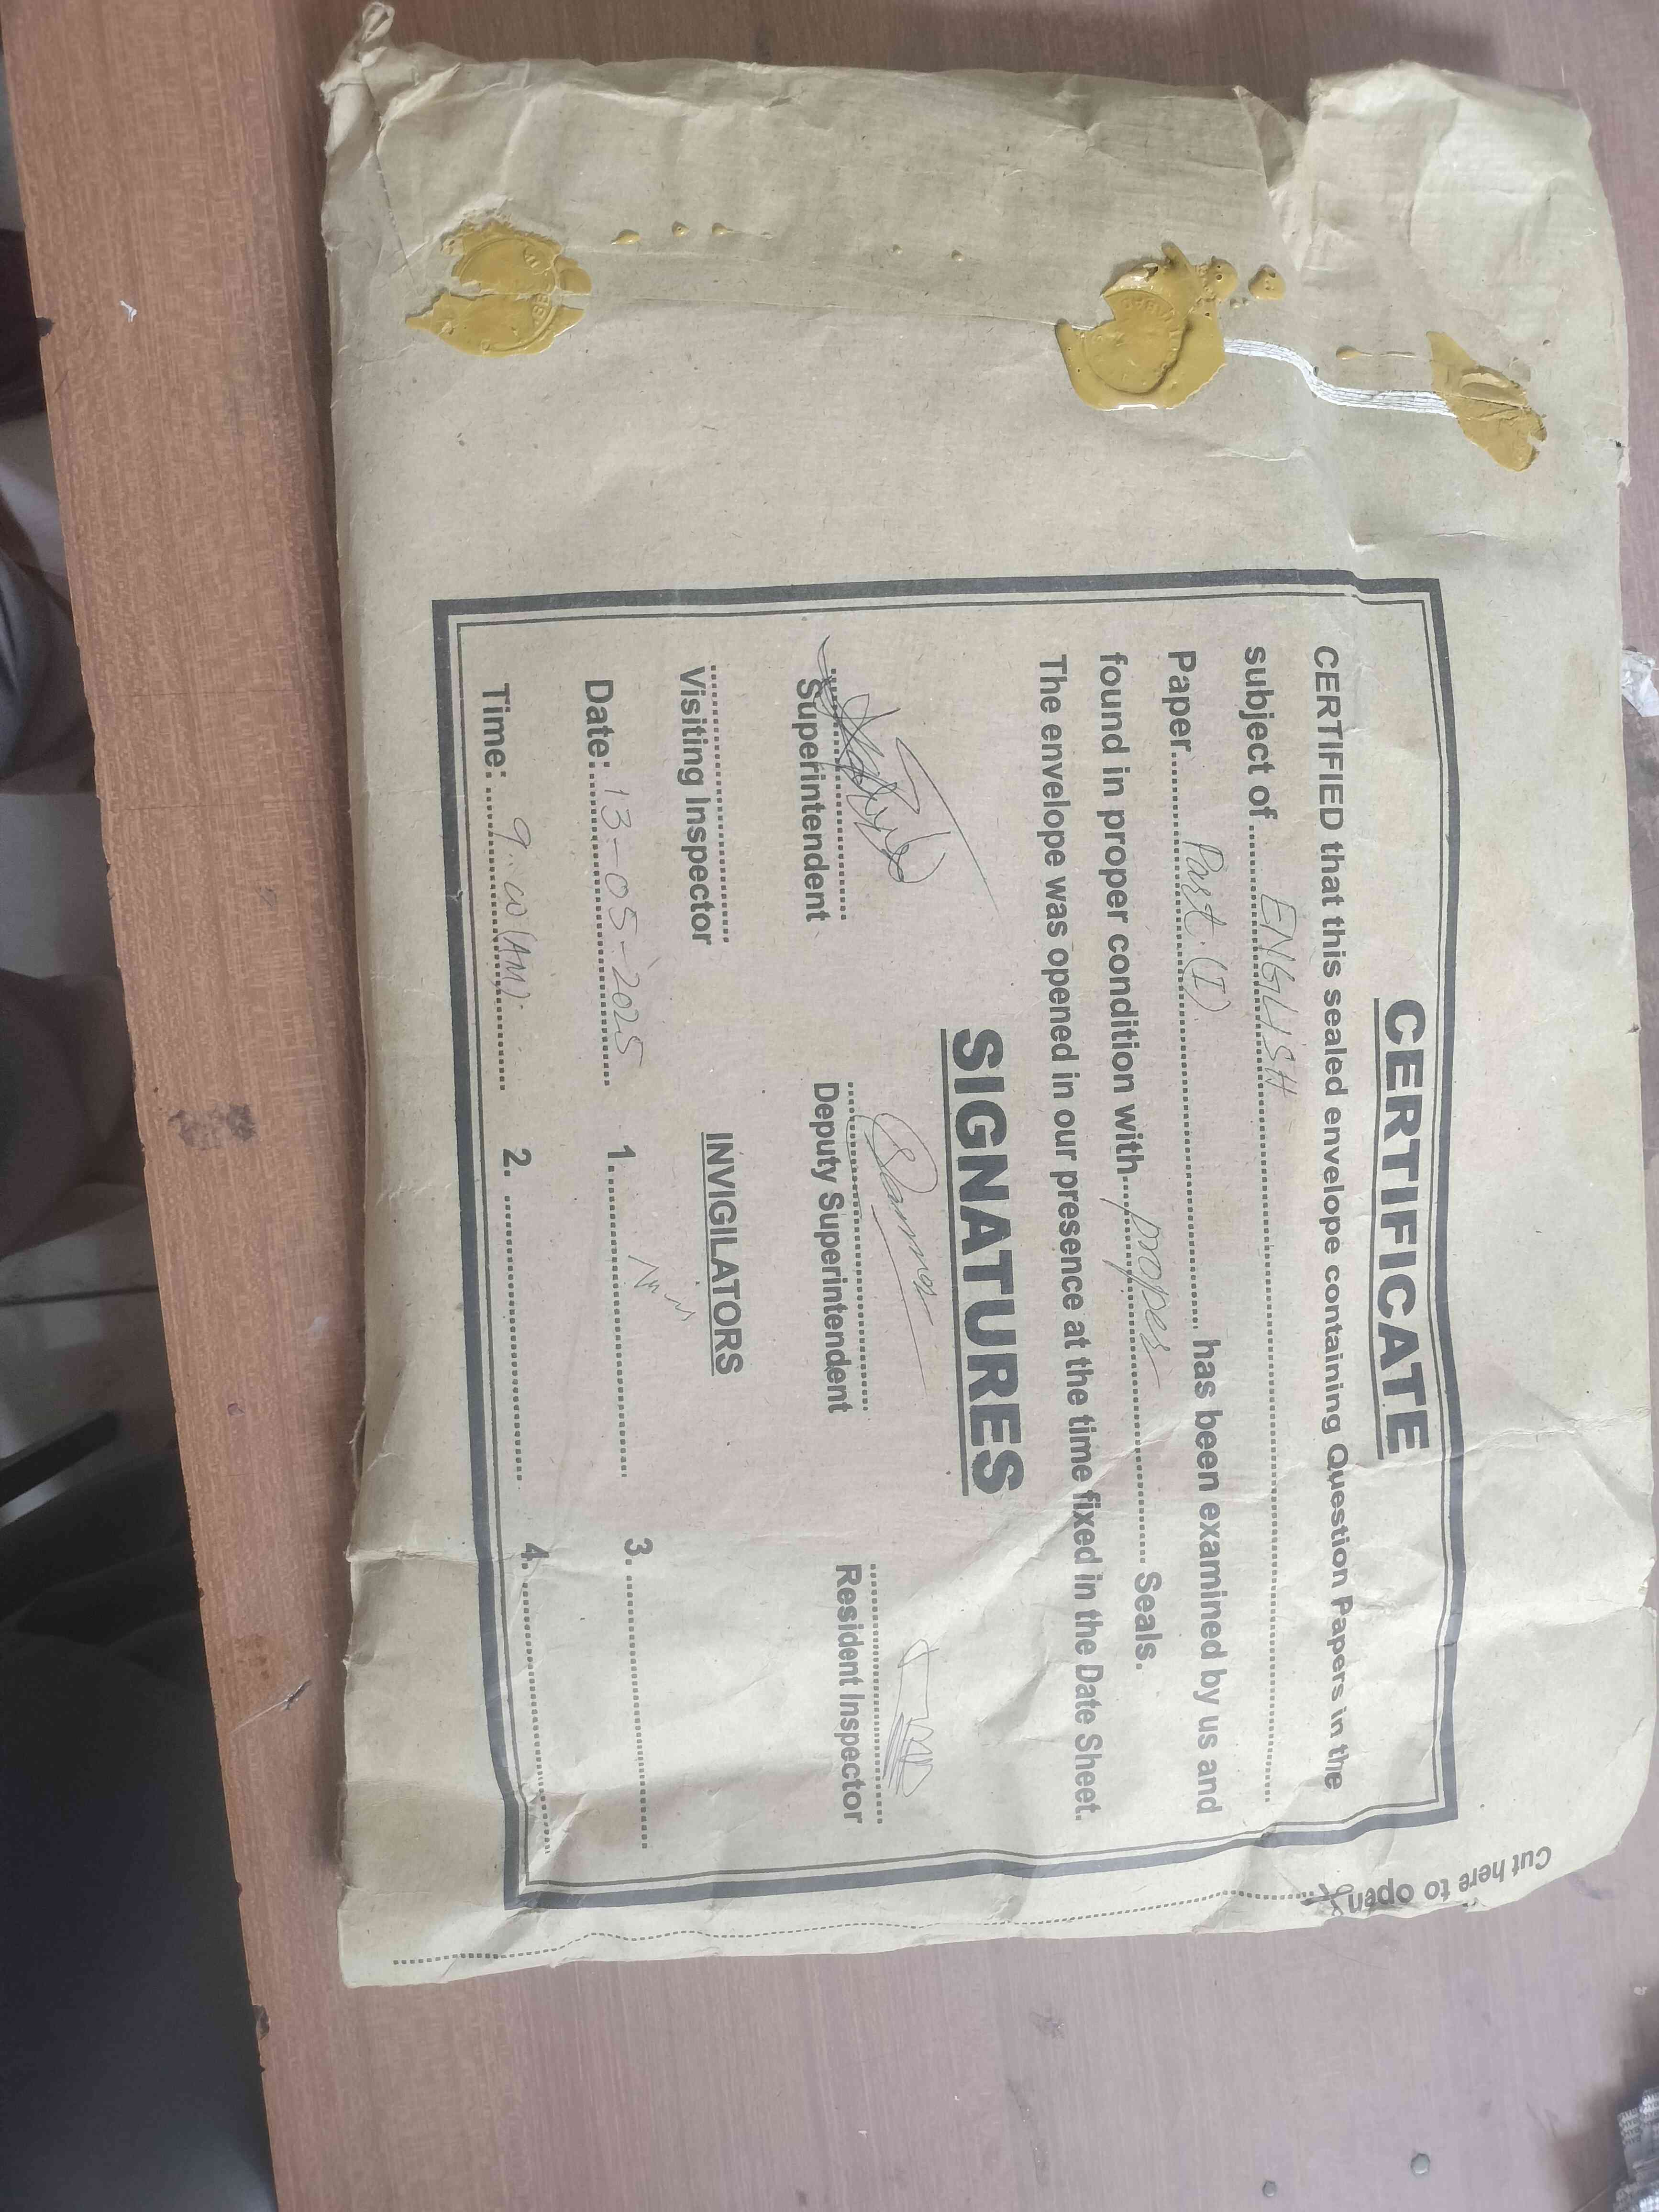 CERTIFICATE
CERTIFIED that this sealed envelope containing Question Papers in the
subject of ........ ENGLISH ........
Paper........ Part (I) ........ has been examined by us and
found in proper condition with........ proper ........ Seals.
The envelope was opened in our presence at the time fixed in the Date Sheet.
SIGNATURES
Superintendent Deputy Superintendent Resident Inspector
Visiting Inspector INVIGILATORS
Date: 13-05-2025 1. ........ 3. ........
Time: 9:00 (AM) 2. ........ 4. ........
Cut here to open